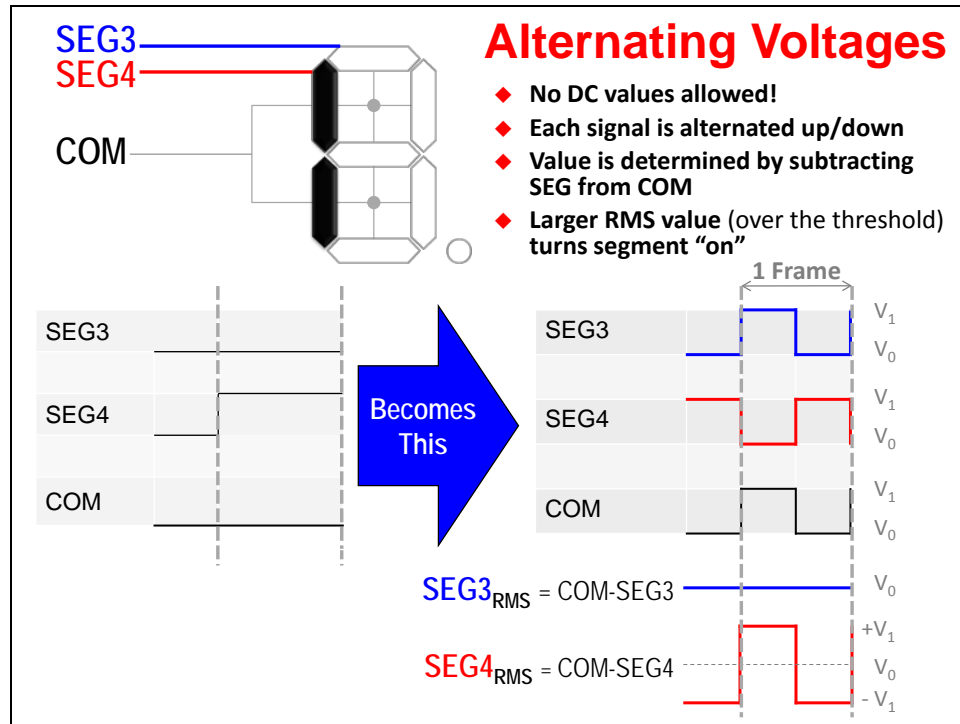 SEG3
SEG4
COM
Alternating Voltages
No DC values allowed!
Each signal is alternated up/down
Value is determined by subtracting
SEG from COM
Larger RMS value (over the threshold)
turns segment “on”
SEG3
SEG4
COM
Becomes
This
1 Frame
SEG3
V1
V0
SEG4
V1
V0
COM
V1
V0
SEG3RMS = COM-SEG3
V0
SEG4RMS = COM-SEG4
+V1
V0
- V1